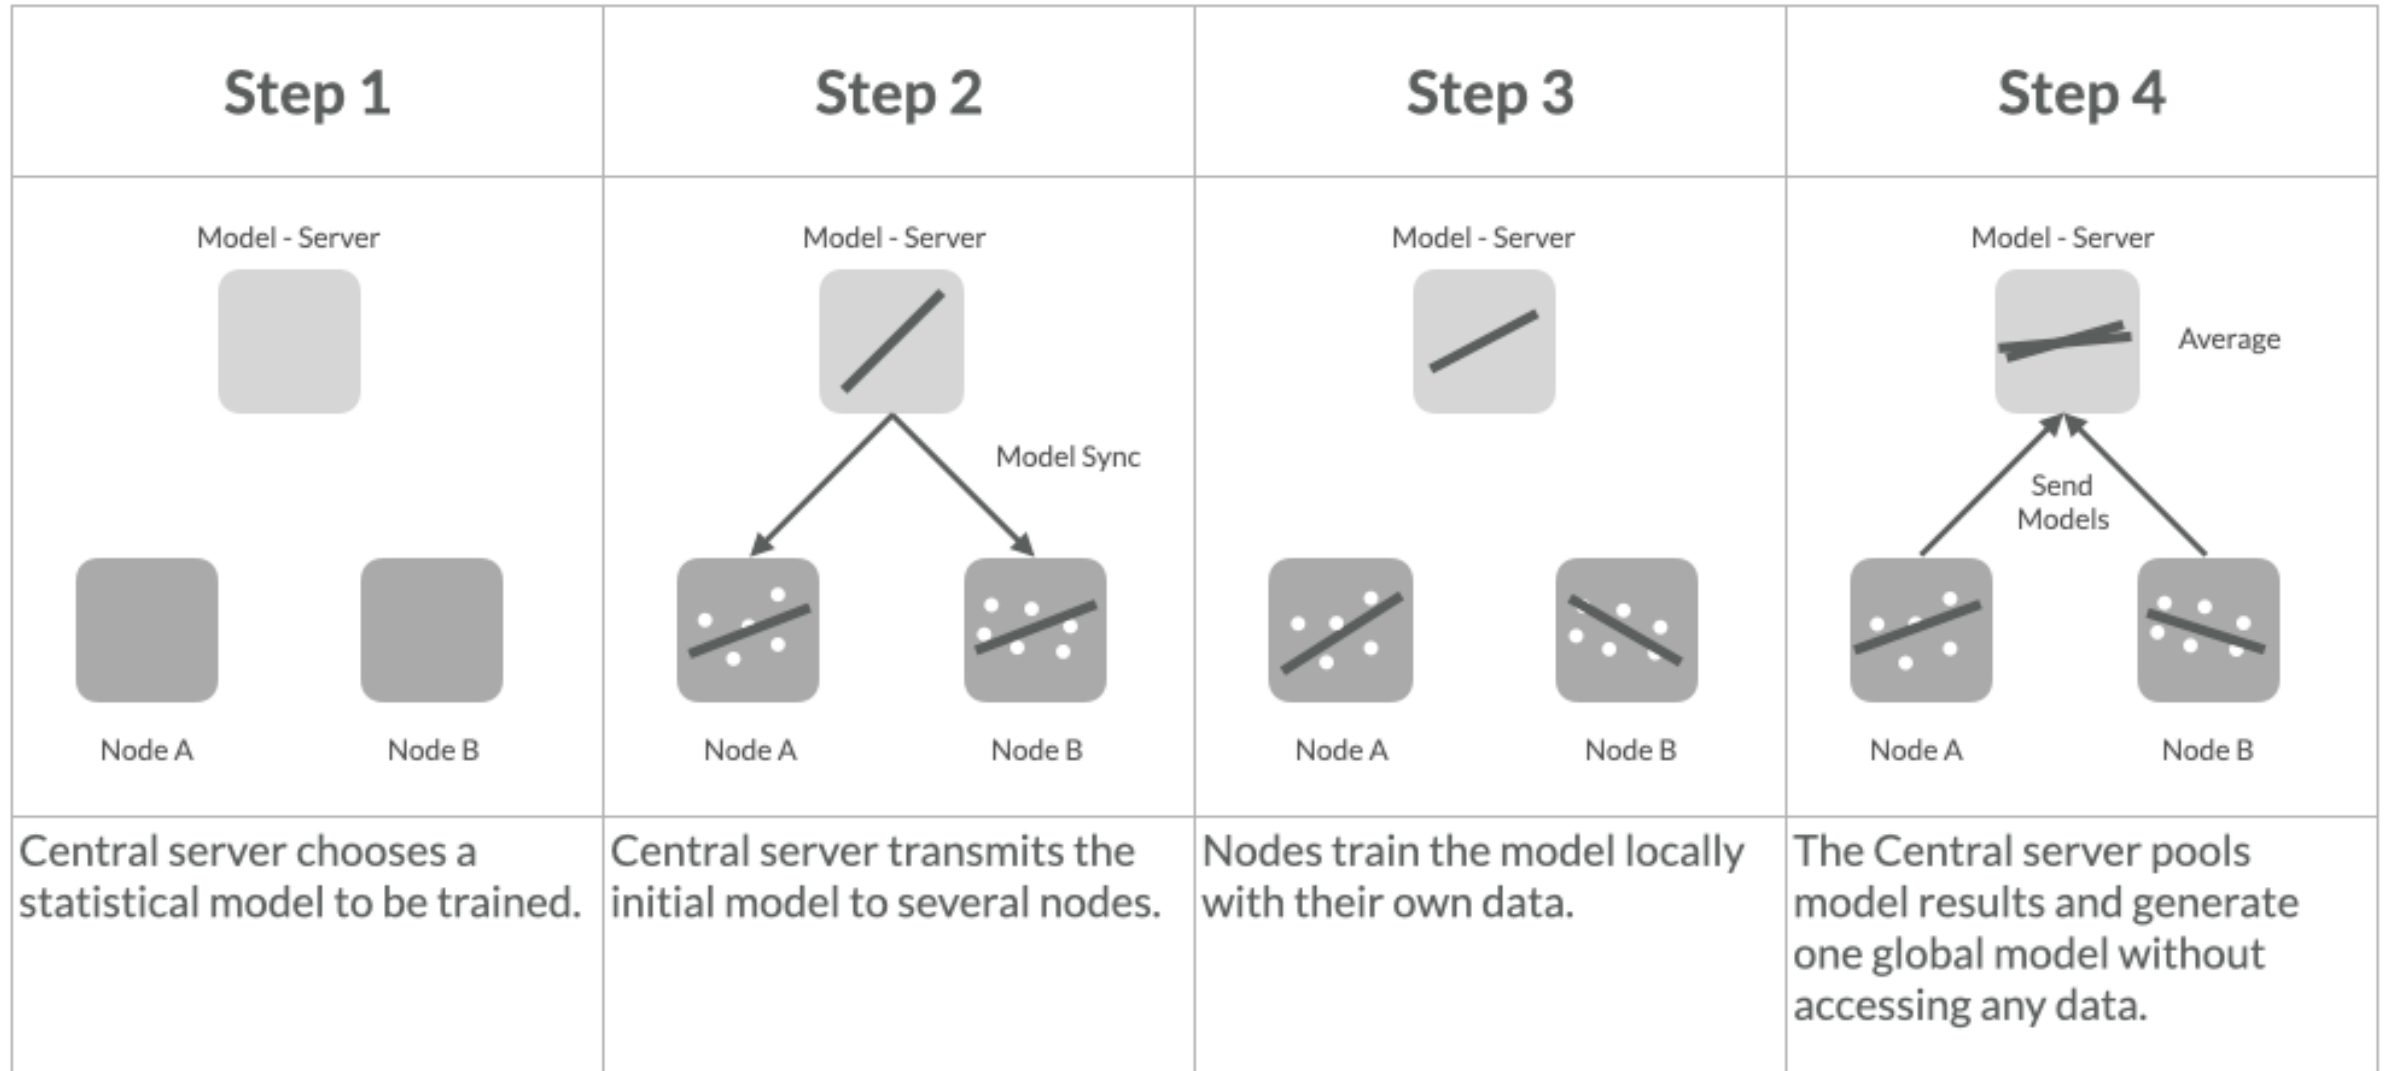 Step 1
Step 2
Step 3
Step 4
Model - Server
Model - Server
Model - Server
Model - Server
Average
Model Sync
Send
Models
Node A
Node B
Node A
Node B
Node A
Node B
Node A
Node B
Central server chooses a
statistical model to be trained.
Central server transmits the
initial model to several nodes.
Nodes train the model locally
with their own data.
The Central server pools
model results and generate
one global model without
accessing any data.